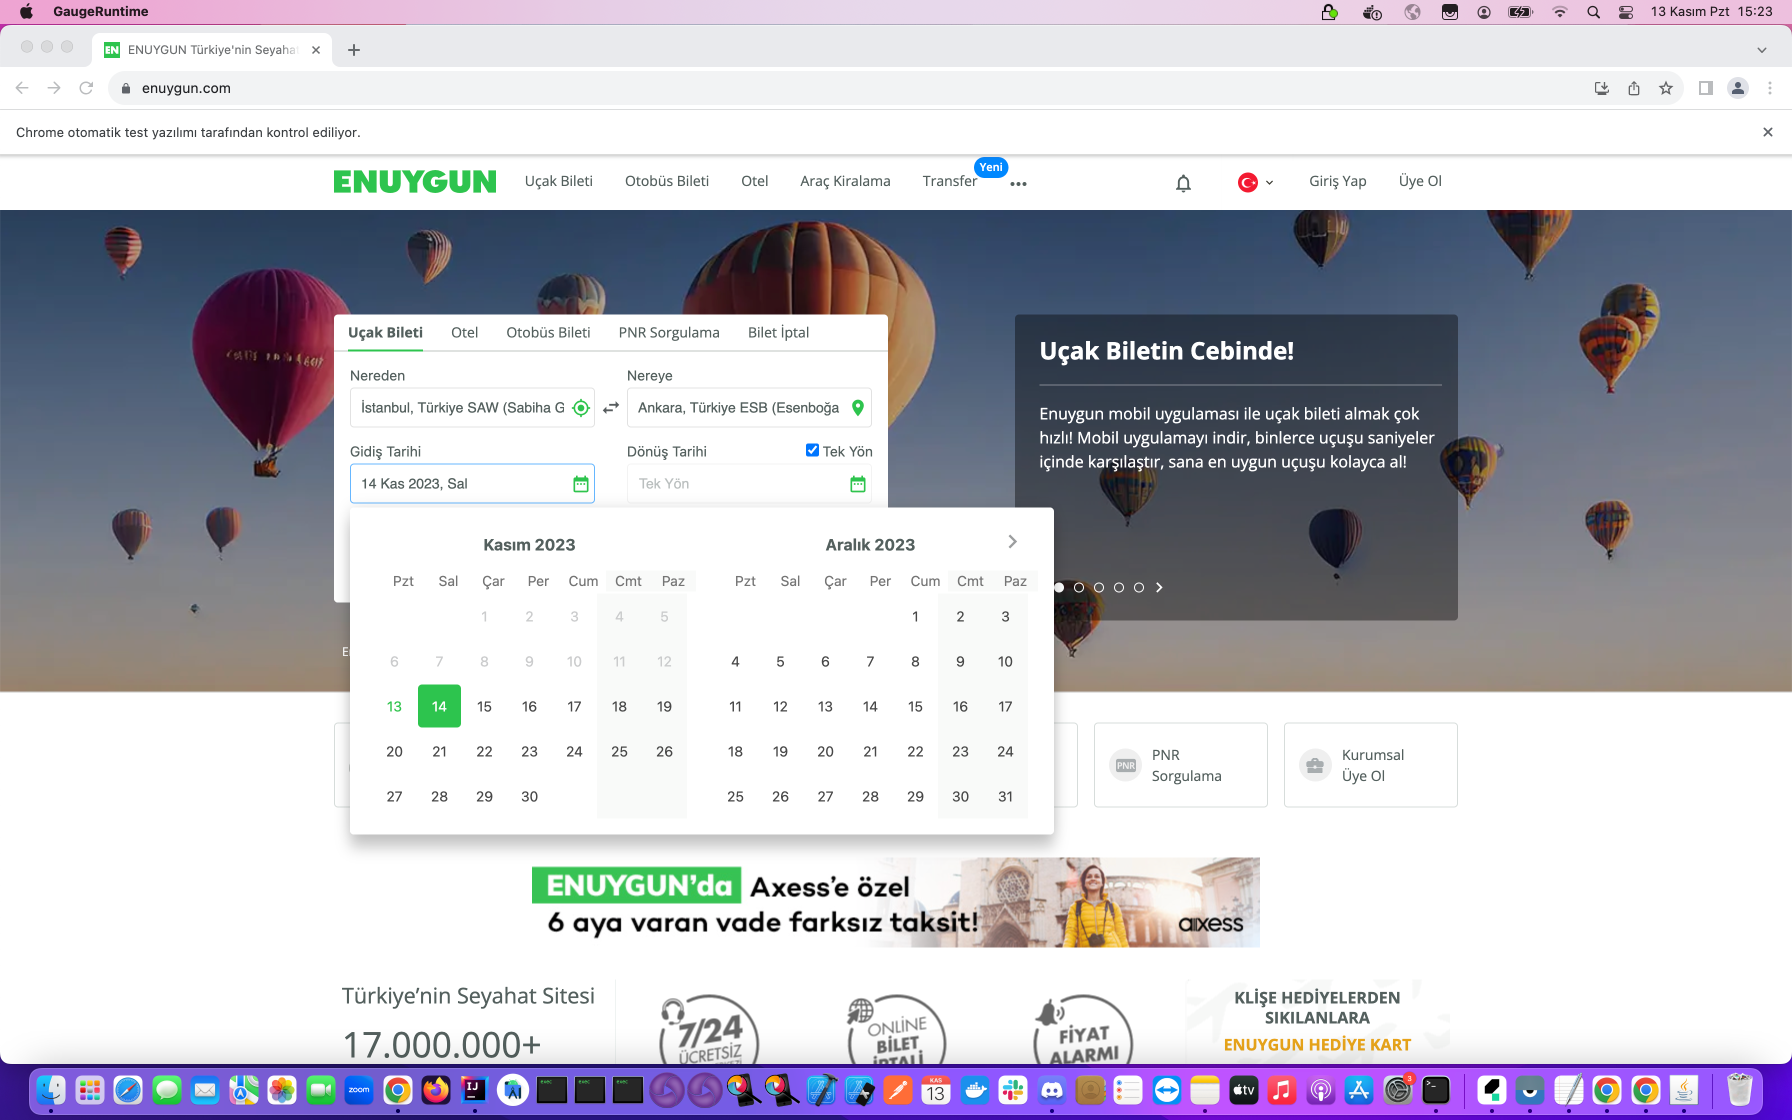 GaugeRuntime
13 Kasım Pzt 15:23
EN ENUYGUN Türkiye'nin Seyahat
enuygun.com
Chrome otomatik test yazılımı tarafından kontrol ediliyor.
ENUYGUN
Uçak Bileti
Otobüs Bileti
Otel
Araç Kiralama
Transfer
Yeni
Giriş Yap
Üye Ol
Uçak Bileti
Otel
Otobüs Bileti
PNR Sorgulama
Bilet İptal
Nereden
Nereye
İstanbul, Türkiye SAW (Sabiha G
Ankara, Türkiye ESB (Esenboğa
Gidiş Tarihi
Dönüş Tarihi
Tek Yön
14 Kas 2023, Sal
Tek Yön
Uçak Biletin Cebinde!
Enuygun mobil uygulaması ile uçak bileti almak çok
hızlı! Mobil uygulamayı indir, binlerce uçuşu saniyeler
içinde karşılaştır, sana en uygun uçuşu kolayca al!
Kasım 2023
Pzt Sal Çar Per Cum Cmt Paz
1 2 3 4 5
6 7 8 9 10 11 12
13 14 15 16 17 18 19
20 21 22 23 24 25 26
27 28 29 30
Aralık 2023
Pzt Sal Çar Per Cum Cmt Paz
1 2 3
4 5 6 7 8 9 10
11 12 13 14 15 16 17
18 19 20 21 22 23 24
25 26 27 28 29 30 31
PNR
PNR
Sorgulama
Kurumsal
Üye Ol
ENUYGUN'da Axess'e özel
6 aya varan vade farksız taksit!
axess
Türkiye'nin Seyahat Sitesi
17.000.000+
7/24
ÜCRETSİZ
ONLINE
BİLET
İPTALİ
FİYAT
ALARMI
KLİŞE HEDİYELERDEN
SIKILANLARA
ENUYGUN HEDİYE KART
zoom
IJ
exec
exec
exec
KAS
13
tv
3